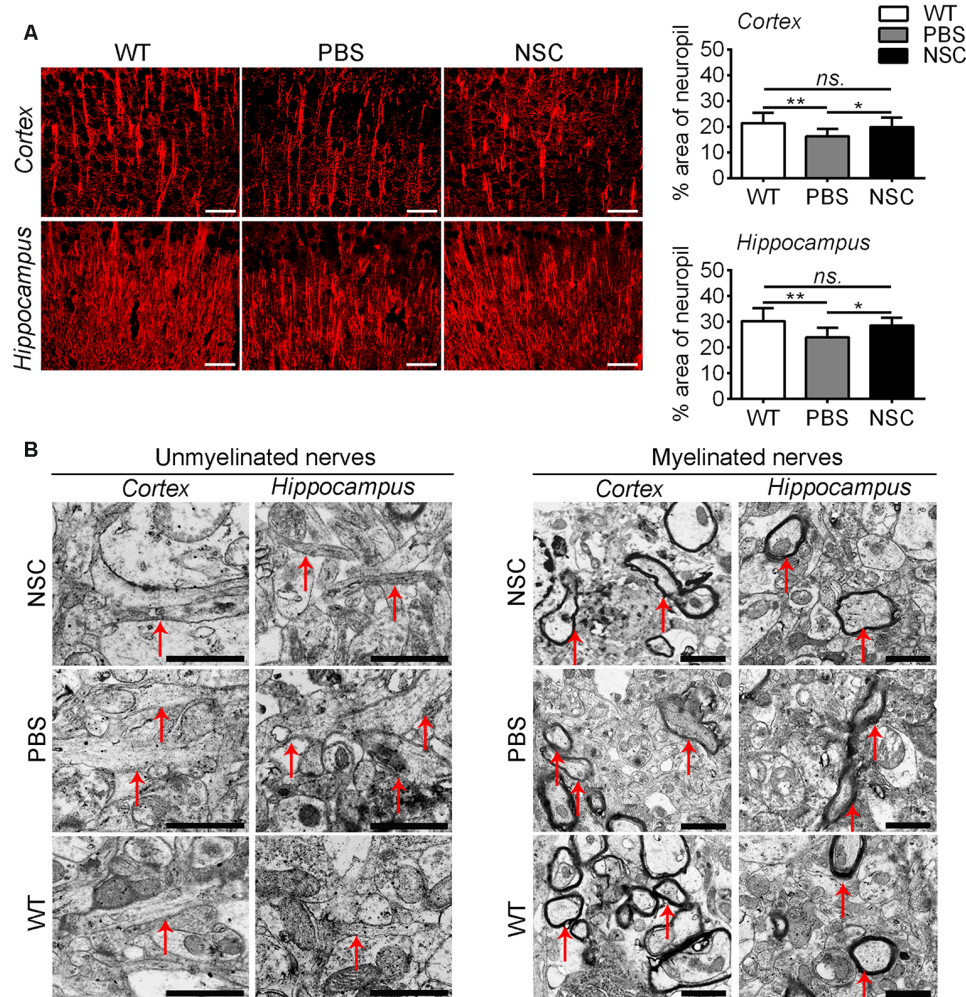 A
WT PBS NSC
Cortex
Hippocampus
Cortex
WT
PBS
NSC
% area of neuropil
50
40
30
20
10
0
ns.
** *
WT PBS NSC
Hippocampus
% area of neuropil
50
40
30
20
10
0
ns.
** *
WT PBS NSC
B
Unmyelinated nerves Myelinated nerves
Cortex Hippocampus Cortex Hippocampus
NSC NSC
PBS PBS
WT WT